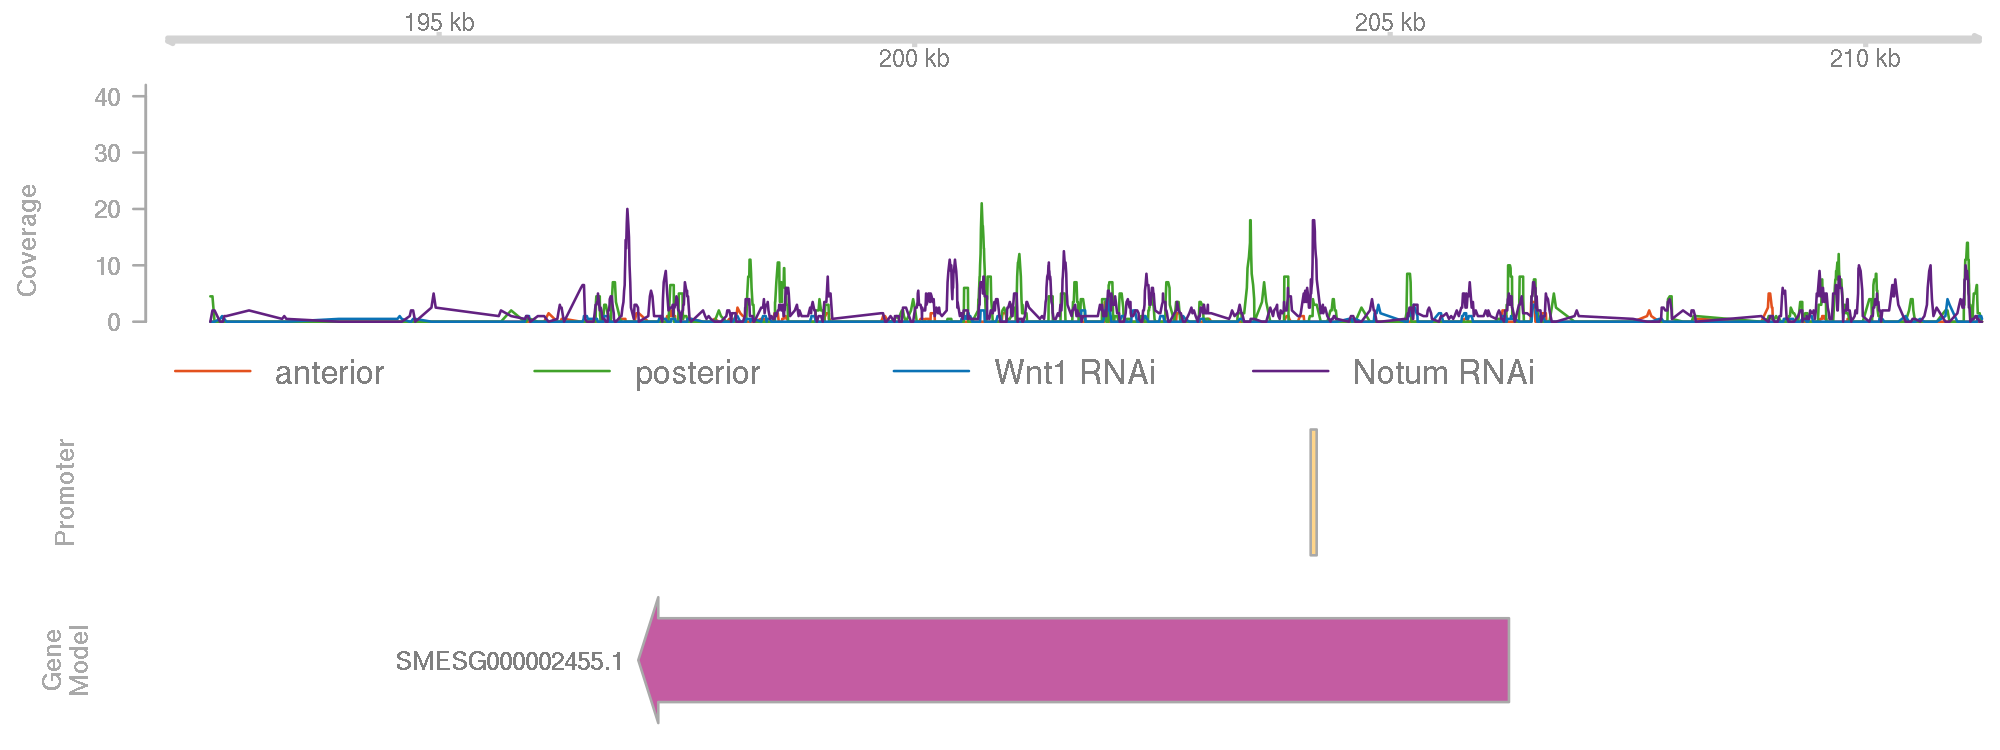 195 kb
205 kb
200 kb
210 kb
Coverage
40
30
20
10
0
anterior
posterior
Wnt1 RNAi
Notum RNAi
Promoter
Gene
Model
SMESG000002455.1